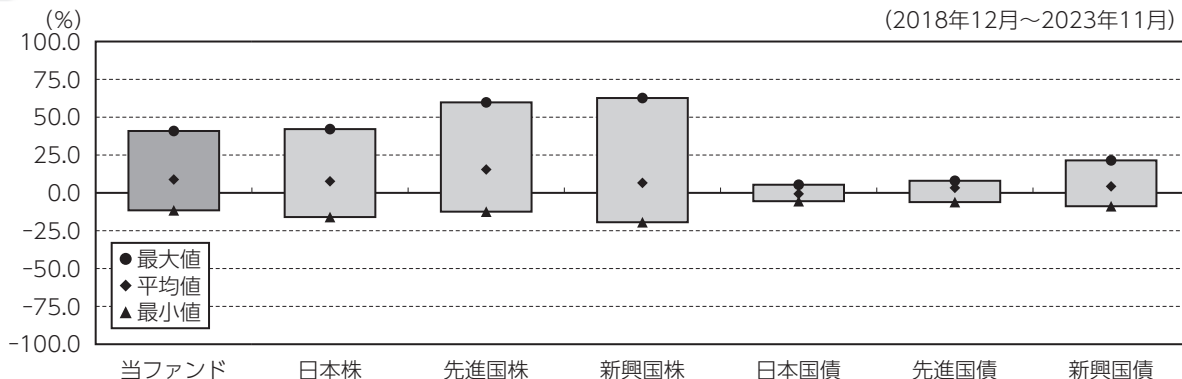 (%)
(2018年12月～2023年11月)
100.0
75.0
50.0
25.0
0.0
-25.0
-50.0
-75.0
-100.0
●最大値
◆平均値
▲最小値
当ファンド 日本株 先進国株 新興国株 日本国債 先進国債 新興国債